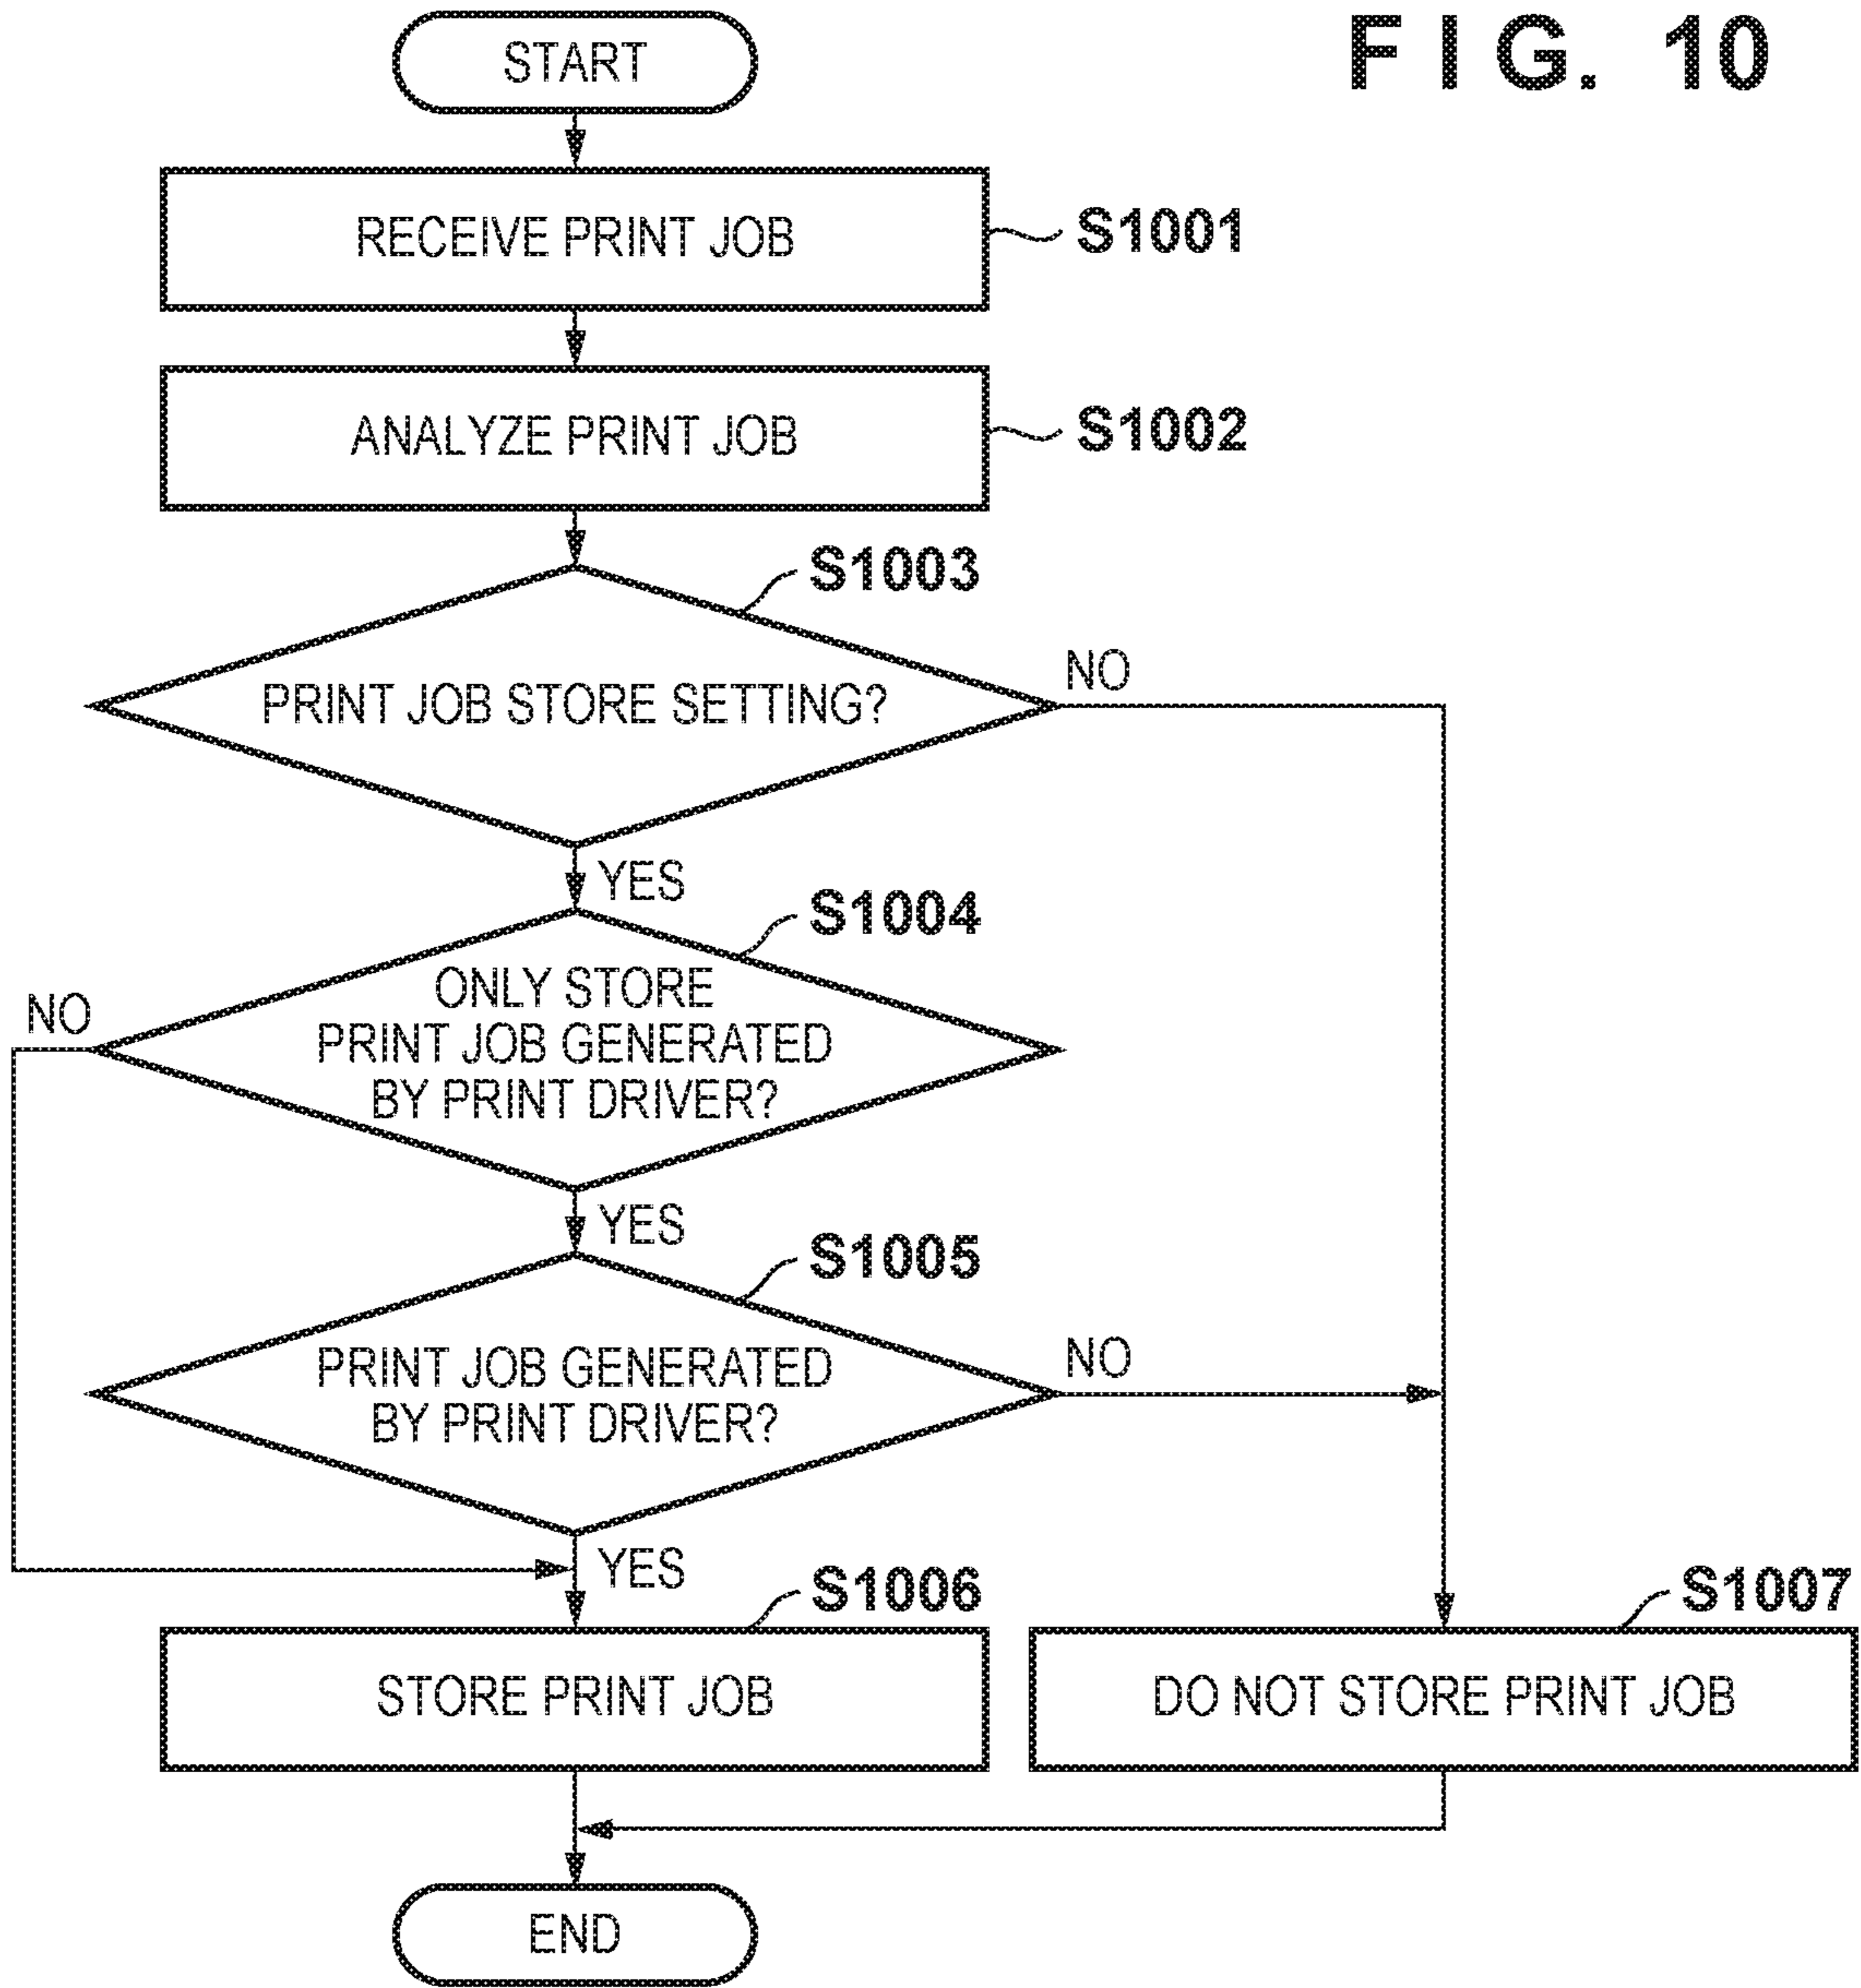 FIG. 10
START
RECEIVE PRINT JOB
S1001
ANALYZE PRINT JOB
S1002
S1003
PRINT JOB STORE SETTING?
NO
YES
S1004
ONLY STORE
PRINT JOB GENERATED
BY PRINT DRIVER?
NO
YES
S1005
PRINT JOB GENERATED
BY PRINT DRIVER?
NO
YES
S1006
STORE PRINT JOB
S1007
DO NOT STORE PRINT JOB
END